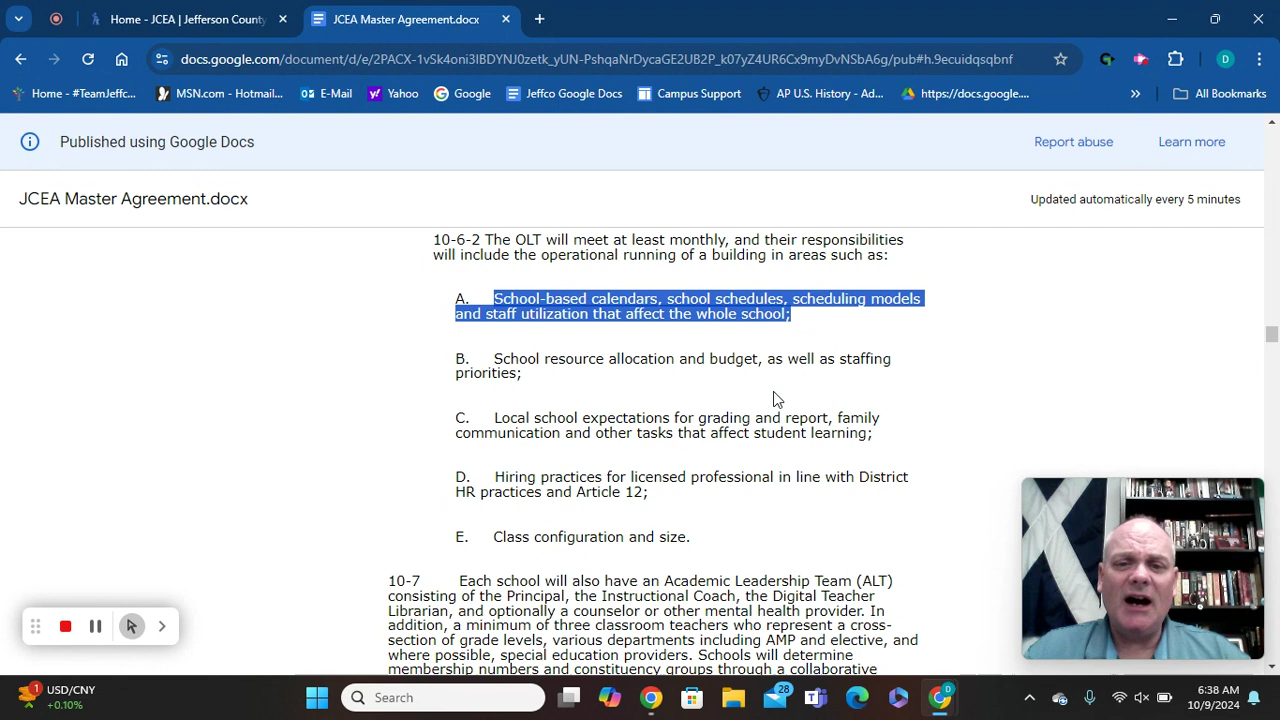 Home - JCEA | Jefferson County
JCEA Master Agreement.docx
docs.google.com/document/d/e/2PACX-1vSk4oni3IBDYNJ0zetk_yUN-PshqaNrDycaGE2UB2P_k07yZ4UR6Cx9myDvNSbA6g/pub#h.9ecuidqsqbnf
D
Home - #TeamJeffc...
MSN.com - Hotmail...
E-Mail
Yahoo
Google
Jeffco Google Docs
Campus Support
AP U.S. History - Ad...
https://docs.google....
All Bookmarks
Published using Google Docs
Report abuse
Learn more
JCEA Master Agreement.docx
Updated automatically every 5 minutes
10-6-2 The OLT will meet at least monthly, and their responsibilities
will include the operational running of a building in areas such as:
A. School-based calendars, school schedules, scheduling models
and staff utilization that affect the whole school;
B. School resource allocation and budget, as well as staffing
priorities;
C. Local school expectations for grading and report, family
communication and other tasks that affect student learning;
D. Hiring practices for licensed professional in line with District
HR practices and Article 12;
E. Class configuration and size.
10-7 Each school will also have an Academic Leadership Team (ALT)
consisting of the Principal, the Instructional Coach, the Digital Teacher
Librarian, and optionally a counselor or other mental health provider. In
addition, a minimum of three classroom teachers who represent a cross-
section of grade levels, various departments including AMP and elective, and
where possible, special education providers. Schools will determine
membership numbers and constituency groups through a collaborative
1
USD/CNY
+0.10%
Search
28
D
6:38 AM
10/9/2024